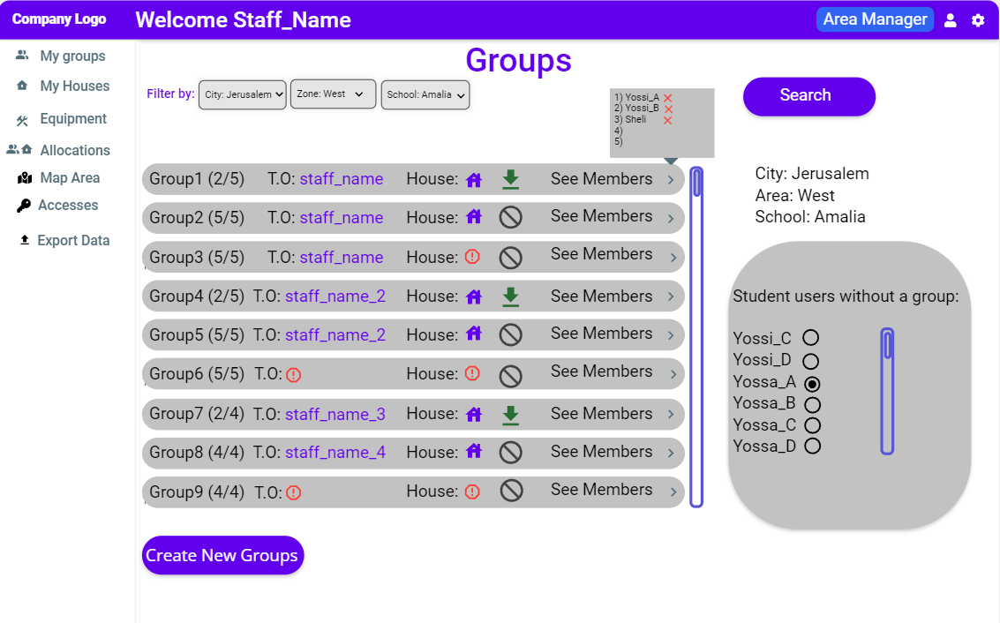 Company Logo
Welcome Staff_Name
Area Manager
My groups
My Houses
Equipment
Allocations
Map Area
Accesses
Export Data
Groups
Filter by:
City: Jerusalem
Zone: West
School: Amalia
Search
1) Yossi_A
2) Yossi_B
3) Sheli
4)
5)
Group1 (2/5) T.O: staff_name House: See Members
Group2 (5/5) T.O: staff_name House: See Members
Group3 (5/5) T.O: staff_name House: See Members
Group4 (2/5) T.O: staff_name_2 House: See Members
Group5 (5/5) T.O: staff_name_2 House: See Members
Group6 (5/5) T.O: House: See Members
Group7 (2/4) T.O: staff_name_3 House: See Members
Group8 (4/4) T.O: staff_name_4 House: See Members
Group9 (4/4) T.O: House: See Members
Create New Groups
City: Jerusalem
Area: West
School: Amalia
Student users without a group:
Yossi_C
Yossi_D
Yossa_A
Yossa_B
Yossa_C
Yossa_D